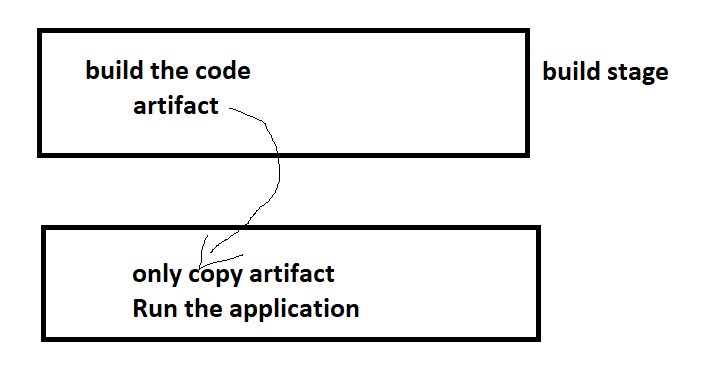 build the code
artifact
build stage
only copy artifact
Run the application